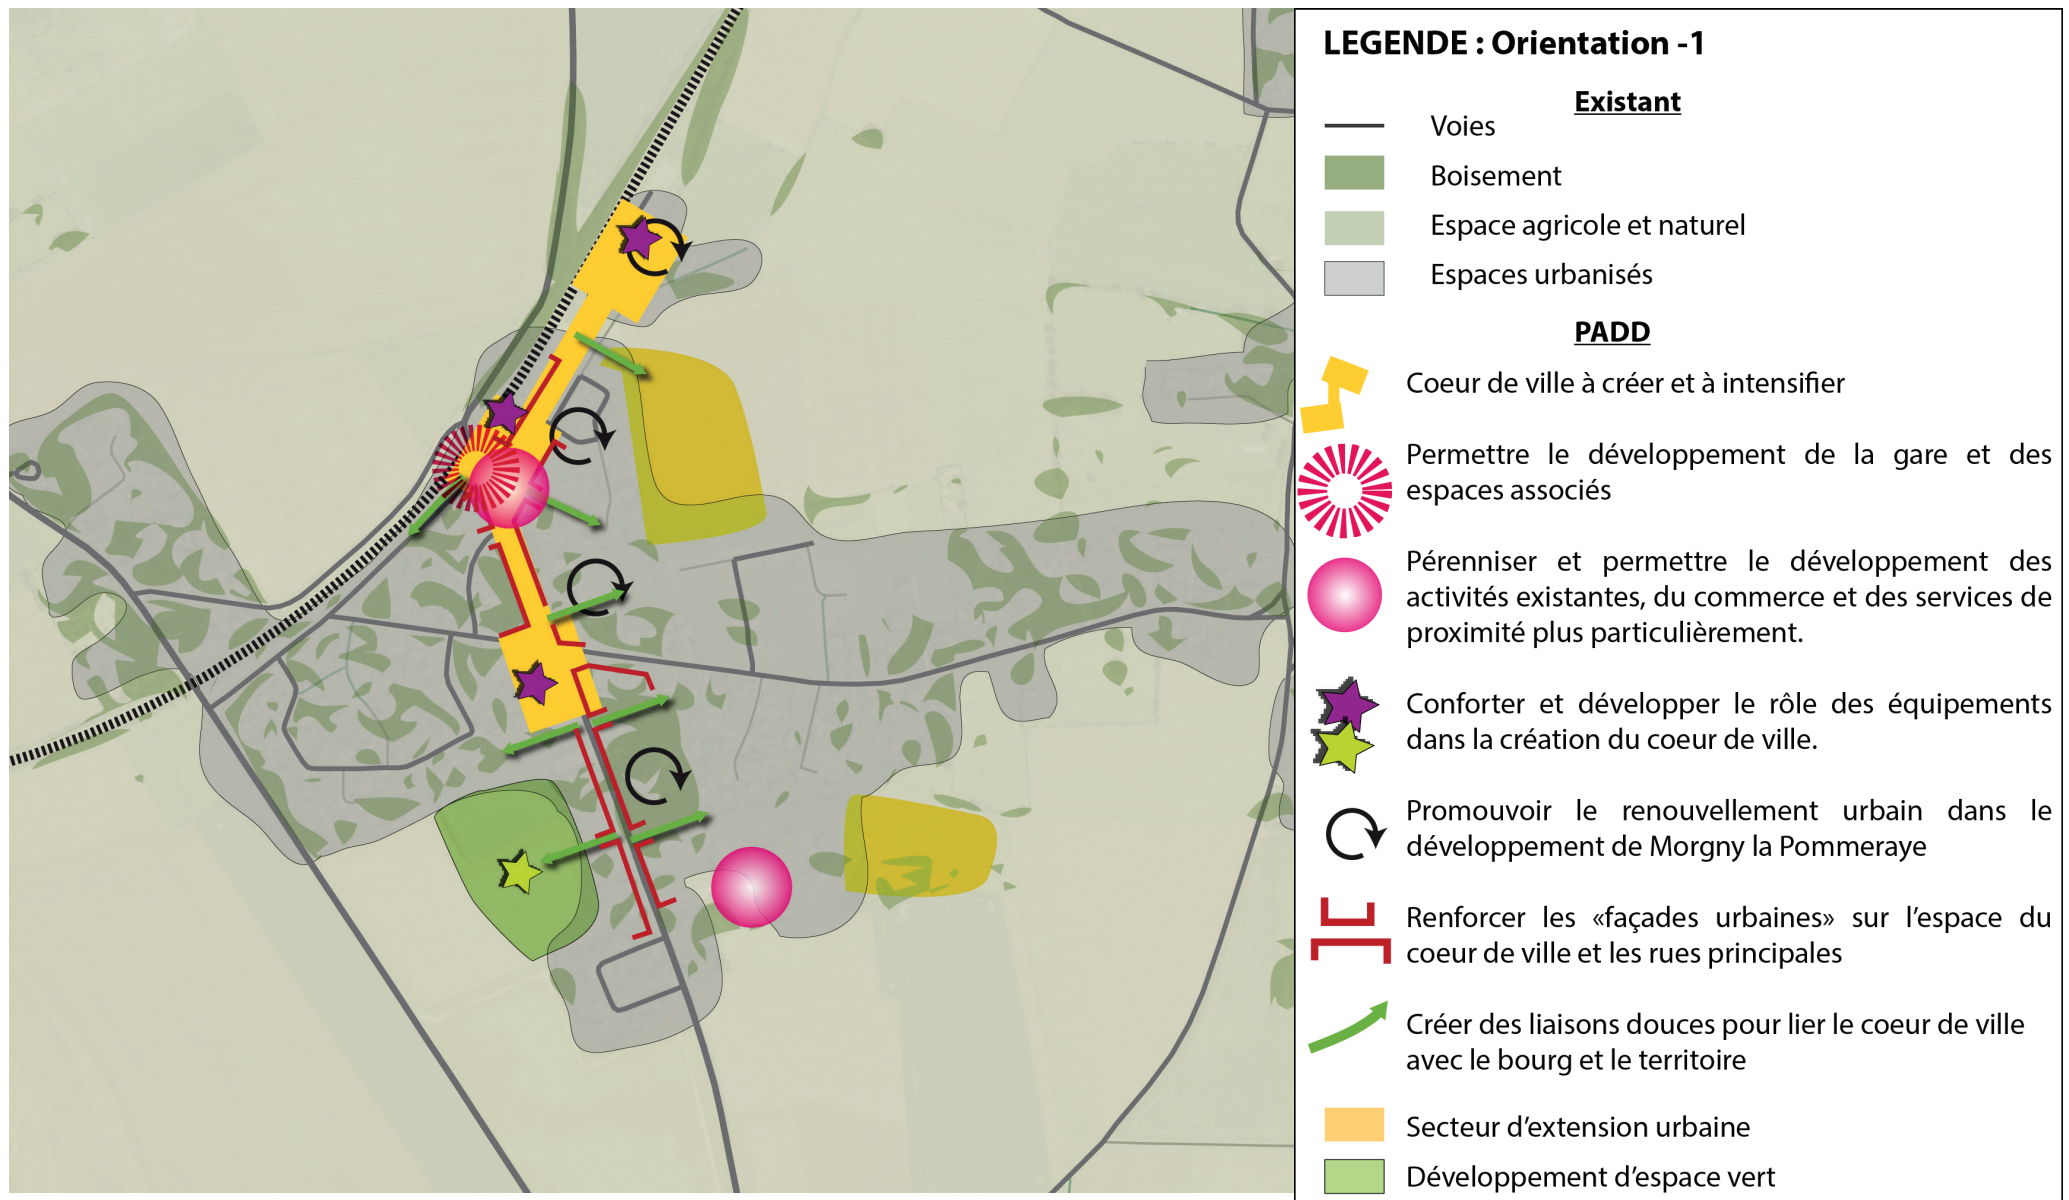 LEGENDE : Orientation -1
Existant
Voies
Boisement
Espace agricole et naturel
Espaces urbanisés
PADD
Coeur de ville à créer et à intensifier
Permettre le développement de la gare et des
espaces associés
Pérenniser et permettre le développement des
activités existantes, du commerce et des services de
proximité plus particulièrement.
Conforter et développer le rôle des équipements
dans la création du coeur de ville.
Promouvoir le renouvellement urbain dans le
développement de Morgny la Pommeraye
Renforcer les «façades urbaines» sur l'espace du
coeur de ville et les rues principales
Créer des liaisons douces pour lier le coeur de ville
avec le bourg et le territoire
Secteur d'extension urbaine
Développement d'espace vert